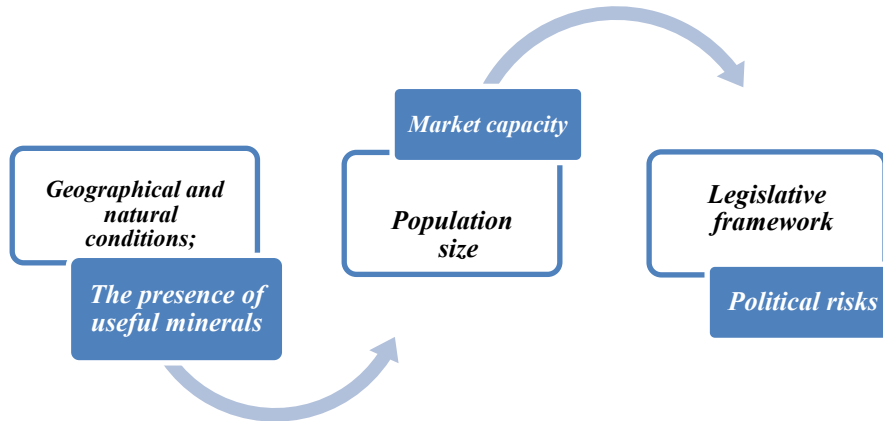 Geographical and
natural
conditions;
The presence of
useful minerals
Market capacity
Population
size
Legislative
framework
Political risks